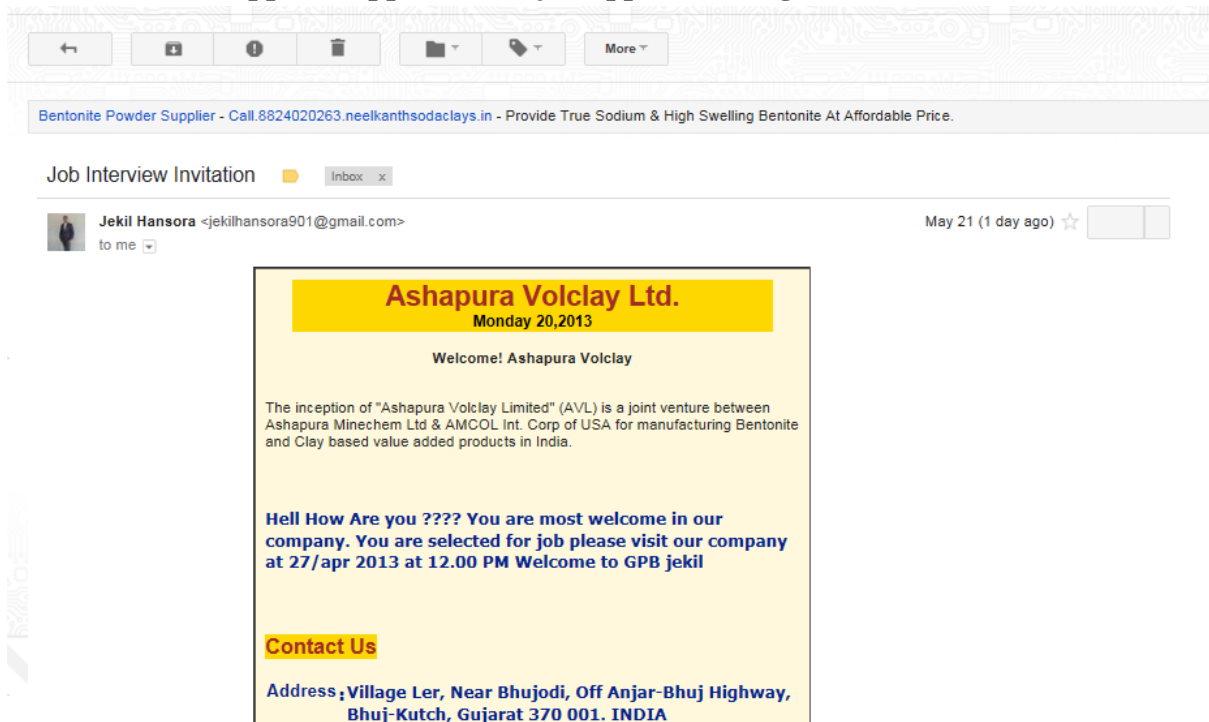 More
Bentonite Powder Supplier - Call.8824020263.neelkanthsodaclays.in - Provide True Sodium & High Swelling Bentonite At Affordable Price.
Job Interview Invitation
Inbox x
Jekil Hansora <jekilhansora901@gmail.com>
May 21 (1 day ago)
to me
Ashapura Volclay Ltd.
Monday 20,2013
Welcome! Ashapura Volclay
The inception of "Ashapura Volclay Limited" (AVL) is a joint venture between
Ashapura Minechem Ltd & AMCOL Int. Corp of USA for manufacturing Bentonite
and Clay based value added products in India.
Hell How Are you ???? You are most welcome in our
company. You are selected for job please visit our company
at 27/apr 2013 at 12.00 PM Welcome to GPB jekil
Contact Us
Address:Village Ler, Near Bhujodi, Off Anjar-Bhuj Highway,
Bhuj-Kutch, Gujarat 370 001. INDIA